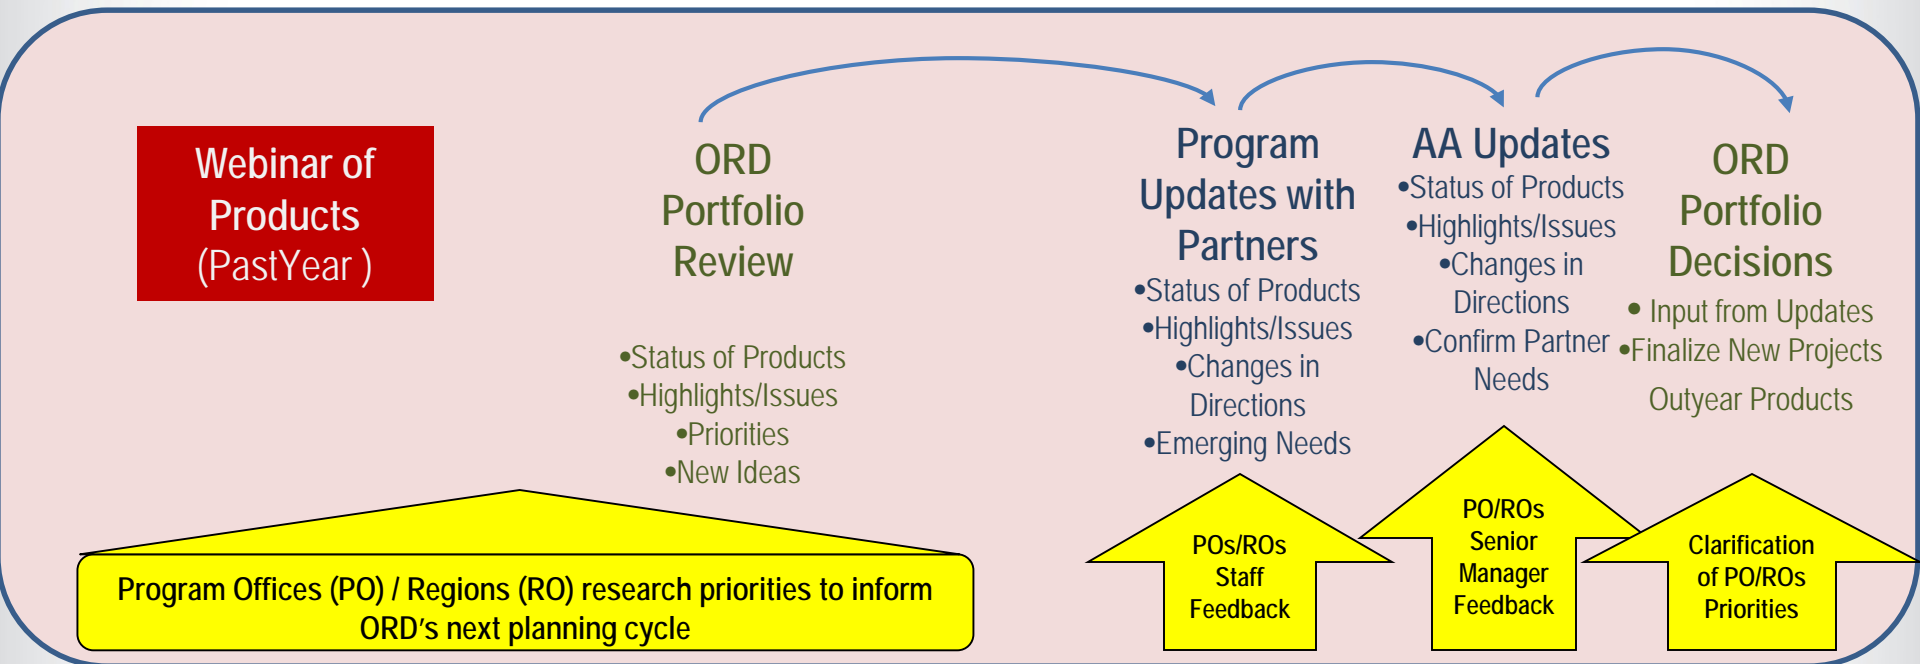 Webinar of
Products
(PastYear )
ORD
Portfolio
Review
•Status of Products
•Highlights/Issues
•Priorities
•New Ideas
Program
Updates with
Partners
•Status of Products
•Highlights/Issues
•Changes in
Directions
•Emerging Needs
AA Updates
•Status of Products
•Highlights/Issues
•Changes in
Directions
•Confirm Partner
Needs
ORD
Portfolio
Decisions
• Input from Updates
•Finalize New Projects
Outyear Products
Program Offices (PO) / Regions (RO) research priorities to inform
ORD's next planning cycle
POs/ROs
Staff
Feedback
PO/ROs
Senior
Manager
Feedback
Clarification
of PO/ROs
Priorities